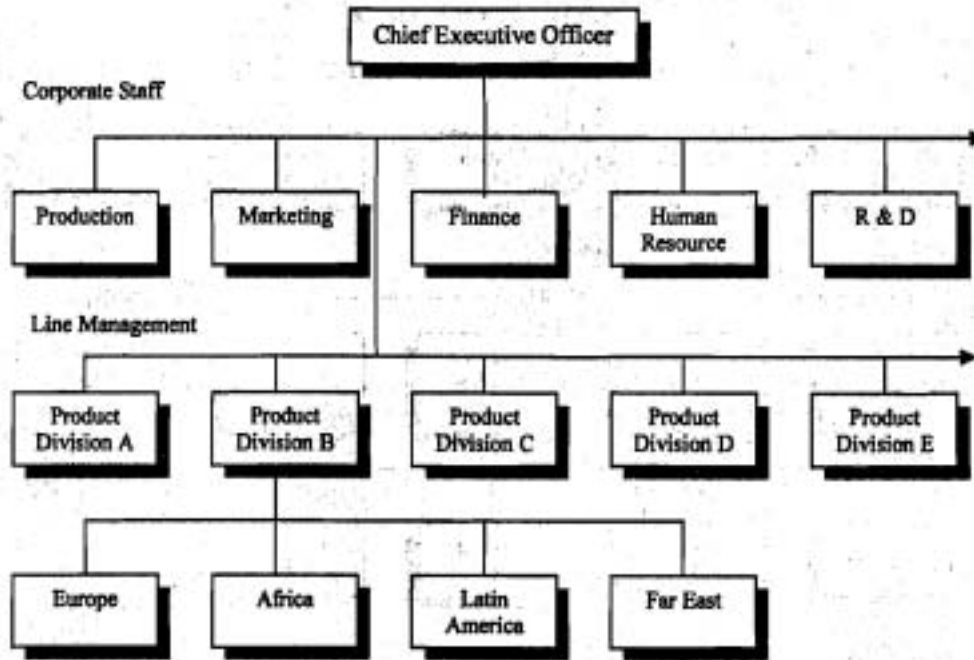 Chief Executive Officer
Corporate Staff
Production
Marketing
Finance
Human
Resource
R & D
Line Management
Product
Division A
Product
Division B
Product
Division C
Product
Division D
Product
Division E
Europe
Africa
Latin
America
Far East